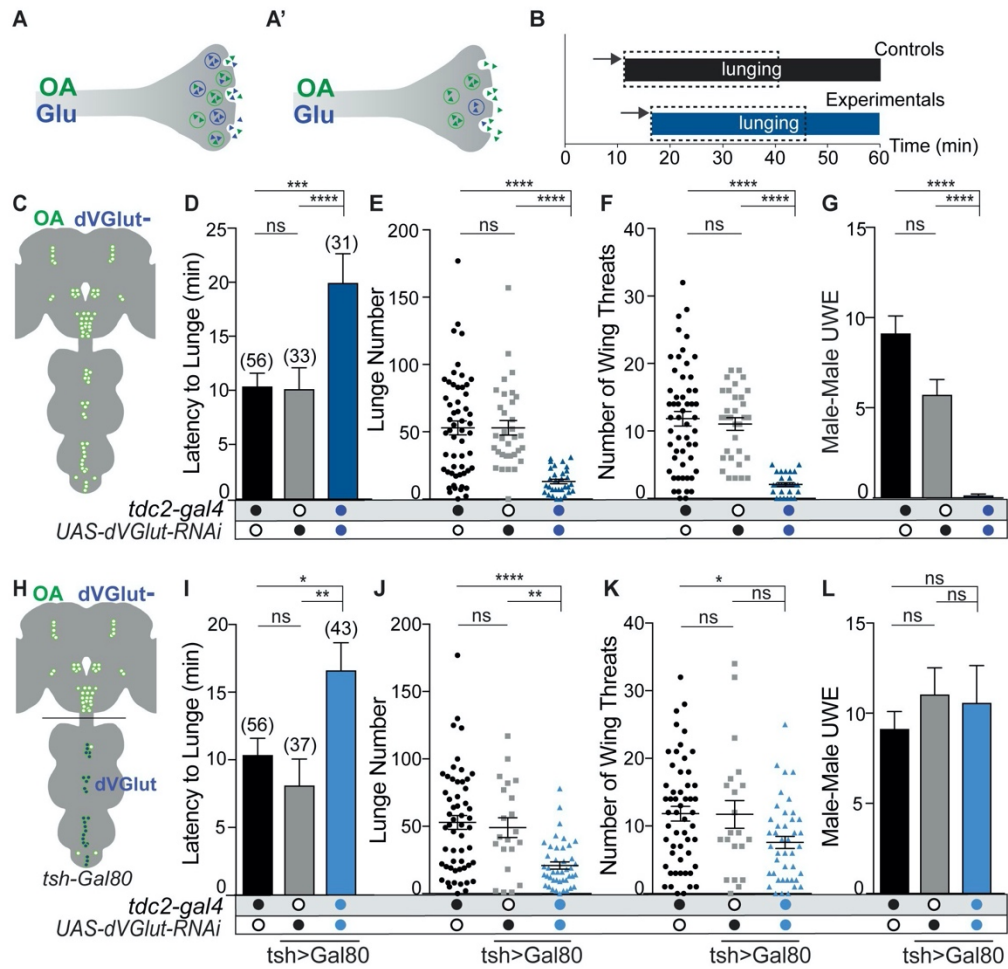 A
OA
Glu
A'
OA
Glu
B
Controls
lunging
Experimentals
lunging
0 10 20 30 40 50 60
Time (min)
C
OA dVGlut-
D
Latency to Lunge (min)
25
20
15
10
5
0
(56)
(33)
(31)
ns
***
****
E
Lunge Number
200
150
100
50
0
ns
****
****
F
Number of Wing Threats
40
30
20
10
0
ns
****
****
G
Male-Male UWE
15
10
5
0
ns
****
****
tdc2-gal4
UAS-dVGlut-RNAi
H
OA dVGlut-
dVGlut
tsh-Gal80
I
Latency to Lunge (min)
20
15
10
5
0
(56)
(37)
(43)
ns
*
**
J
Lunge Number
200
150
100
50
0
ns
****
**
K
Number of Wing Threats
40
30
20
10
0
ns
*
ns
L
Male-Male UWE
15
10
5
0
ns
ns
ns
tdc2-gal4
UAS-dVGlut-RNAi
tsh>Gal80 tsh>Gal80 tsh>Gal80 tsh>Gal80